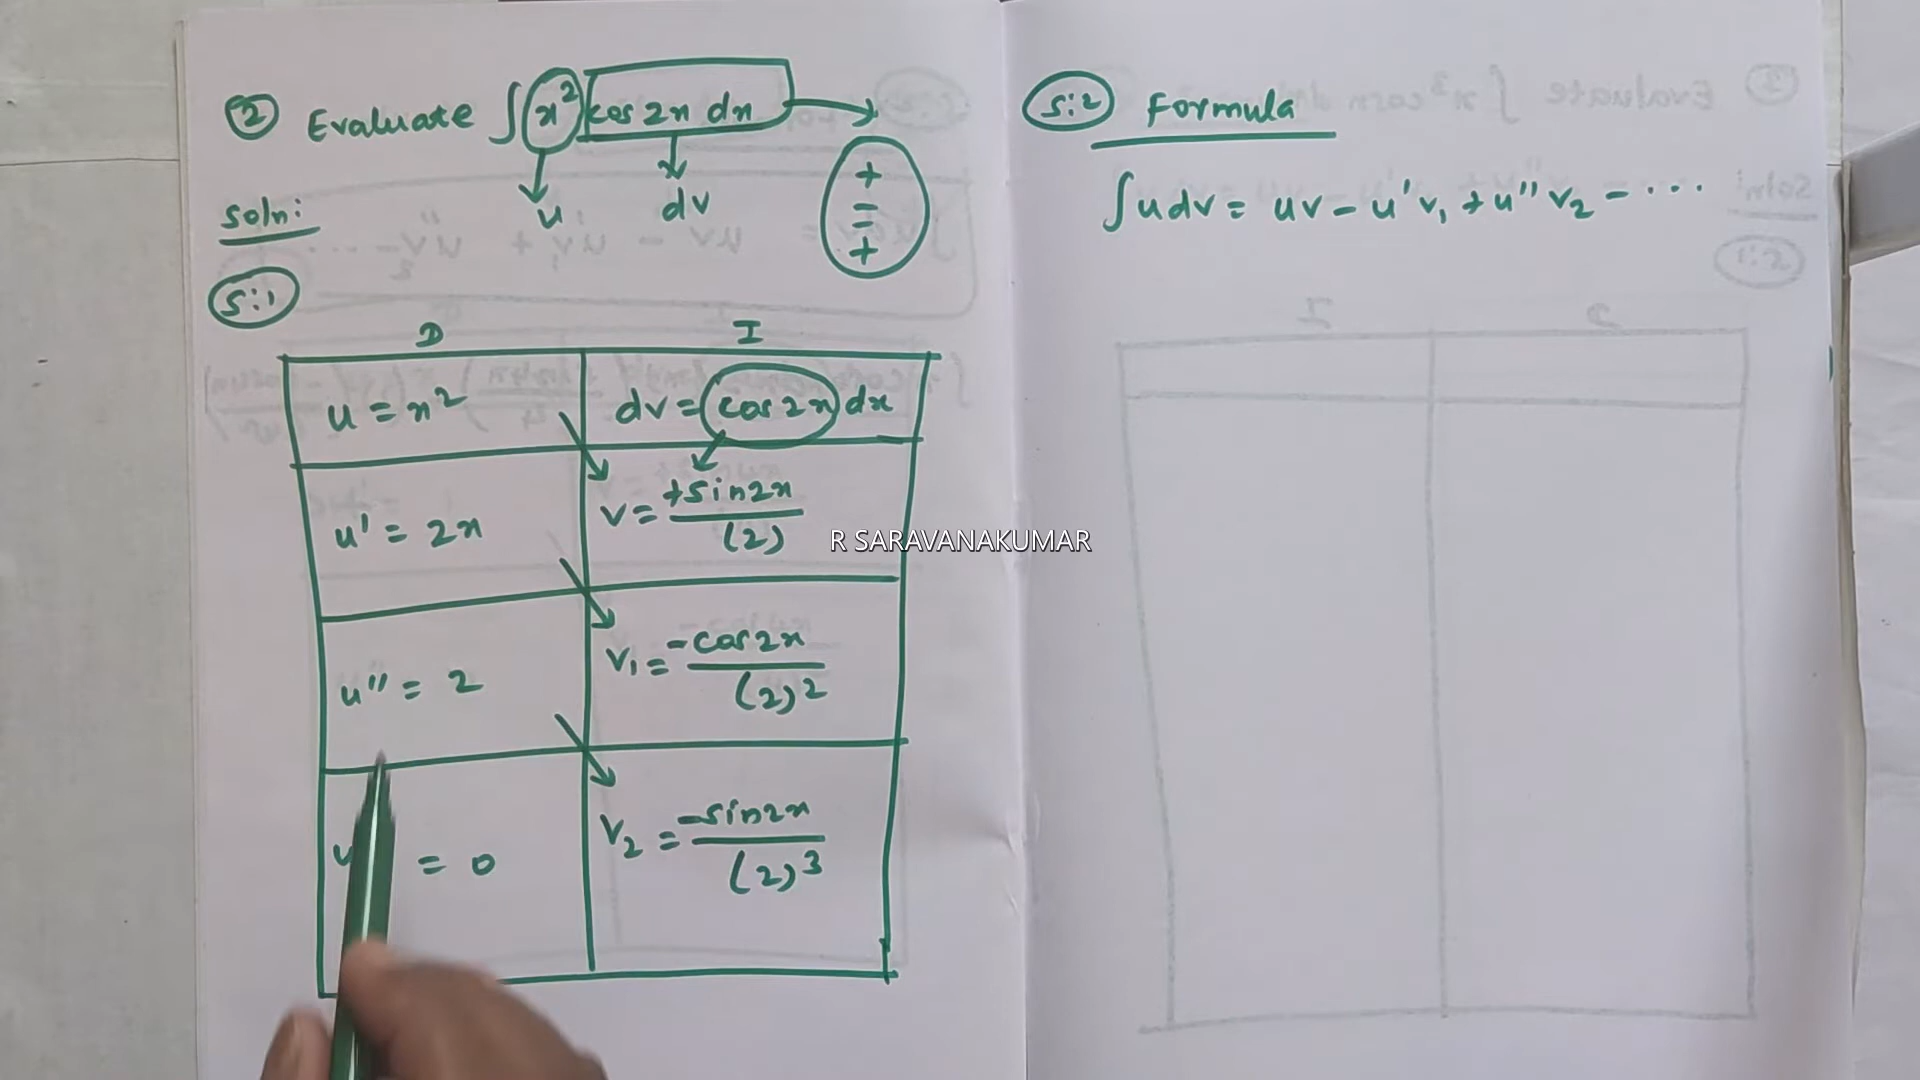 ② Evaluate ∫ x² cos 2x dx
u dv
+
-
+
Soln:
S:1
D I
u = x² dv = cos 2x dx
u' = 2x v = +sin2x / (2)
u'' = 2 v₁ = -cos2x / (2)²
u = 0 v₂ = -sin2x / (2)³
S:2 Formula
∫u dv = uv - u'v₁ + u''v₂ - ...
R SARAVANAKUMAR